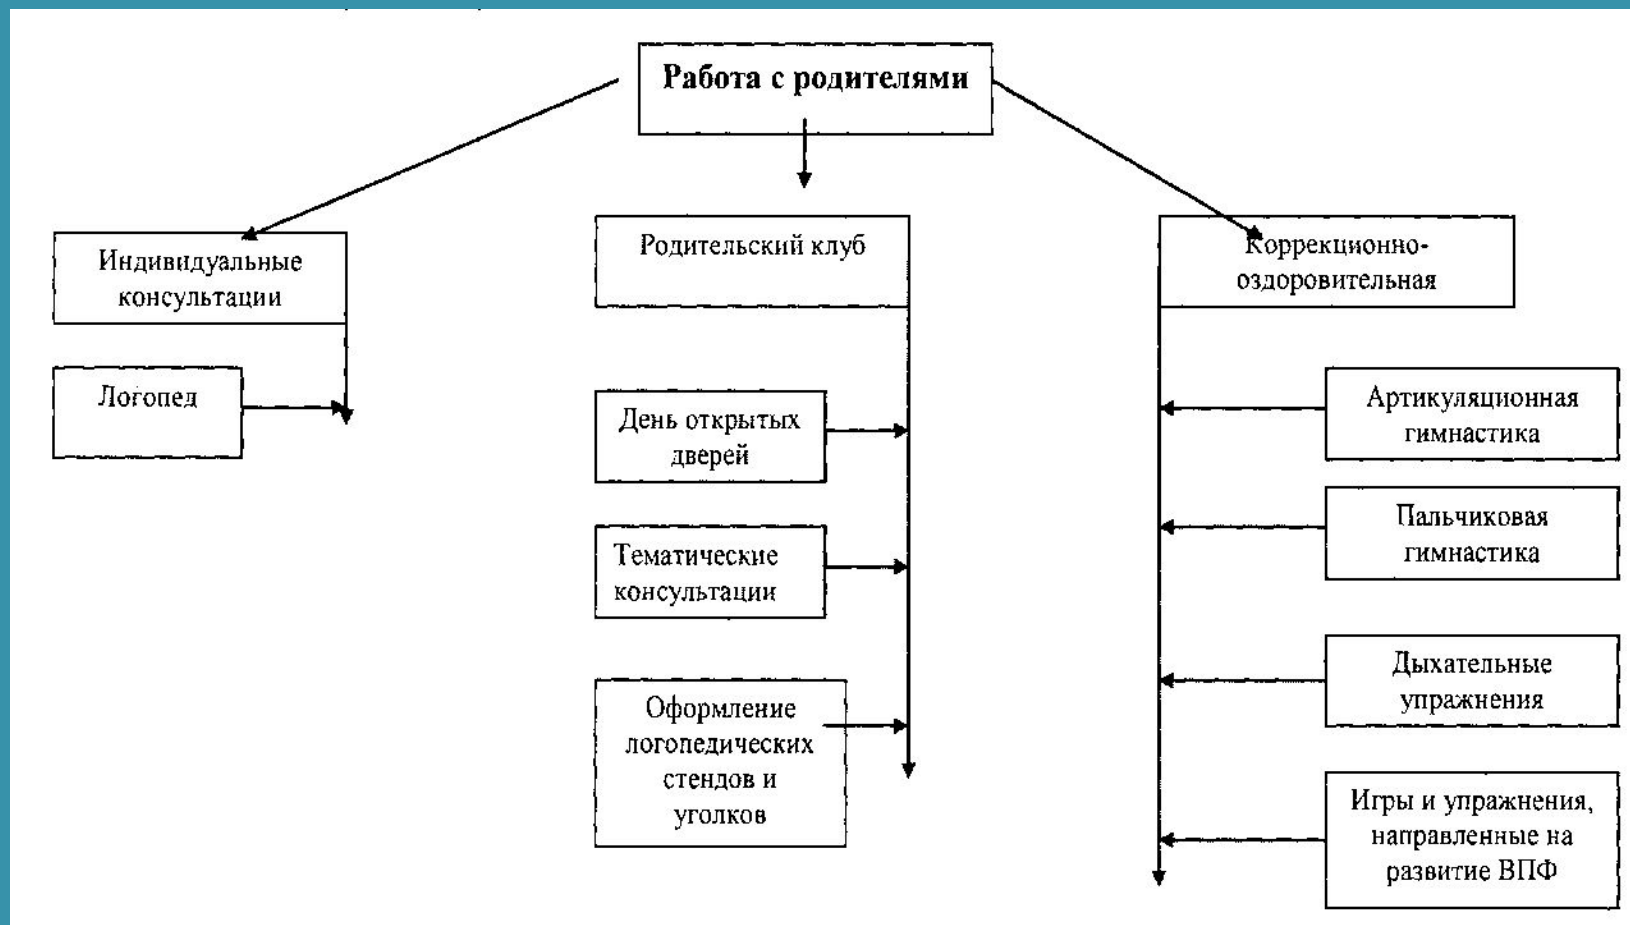 Работа с родителями
Индивидуальные
консультации
Логопед
Родительский клуб
День открытых
дверей
Тематические
консультации
Оформление
логопедических
стендов и
уголков
Коррекционно-
оздоровительная
Артикуляционная
гимнастика
Пальчиковая
гимнастика
Дыхательные
упражнения
Игры и упражнения,
направленные на
развитие ВПФ